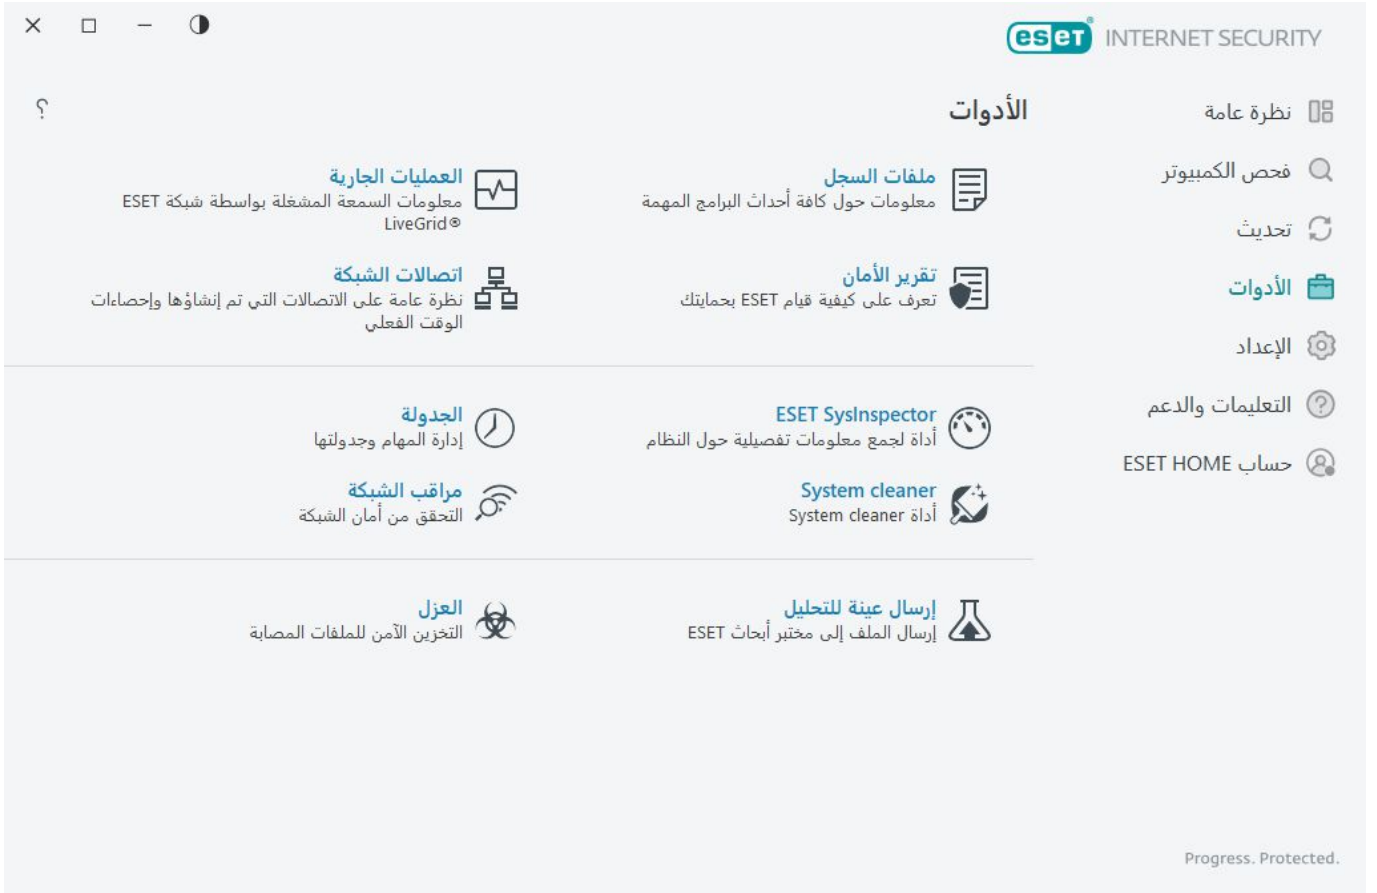 eseT® INTERNET SECURITY
نظرة عامة
فحص الكمبيوتر
تحديث
الأدوات
الإعداد
التعليمات والدعم
حساب ESET HOME
الأدوات
؟
ملفات السجل
معلومات حول كافة أحداث البرامج المهمة
العمليات الجارية
معلومات السمعة المشغلة بواسطة شبكة ESET
LiveGrid®
تقرير الأمان
تعرف على كيفية قيام ESET بحمايتك
اتصالات الشبكة
نظرة عامة على الاتصالات التي تم إنشاؤها وإحصاءات
الوقت الفعلي
ESET SysInspector
أداة لجمع معلومات تفصيلية حول النظام
الجدولة
إدارة المهام وجدولتها
System cleaner
أداة System cleaner
مراقب الشبكة
التحقق من أمان الشبكة
إرسال عينة للتحليل
إرسال الملف إلى مختبر أبحاث ESET
العزل
التخزين الآمن للملفات المصابة
Progress. Protected.